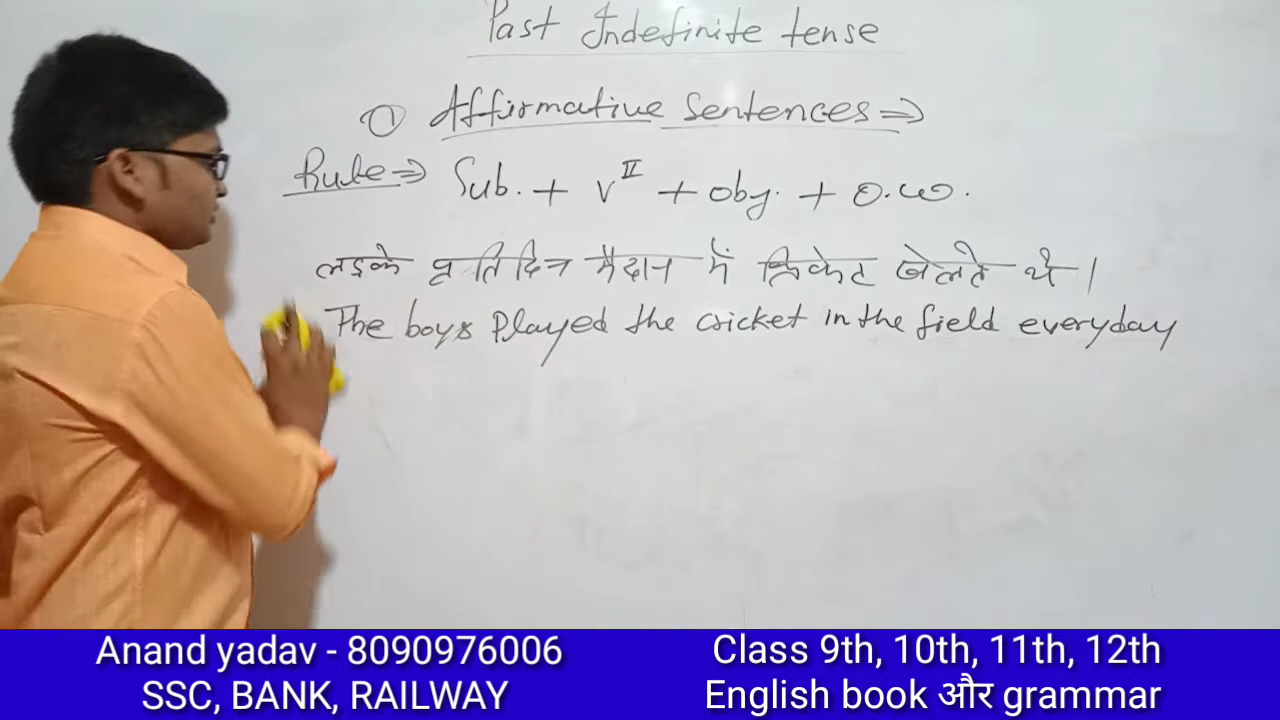 Past Indefinite tense
① Affirmative Sentences ⇒
Rule ⇒ Sub. + V^II + obj. + O.W.
लड़के प्रतिदिन मैदान में क्रिकेट खेलते थे।
The boys Played the cricket in the field everyday
Anand yadav - 8090976006
SSC, BANK, RAILWAY
Class 9th, 10th, 11th, 12th
English book और grammar